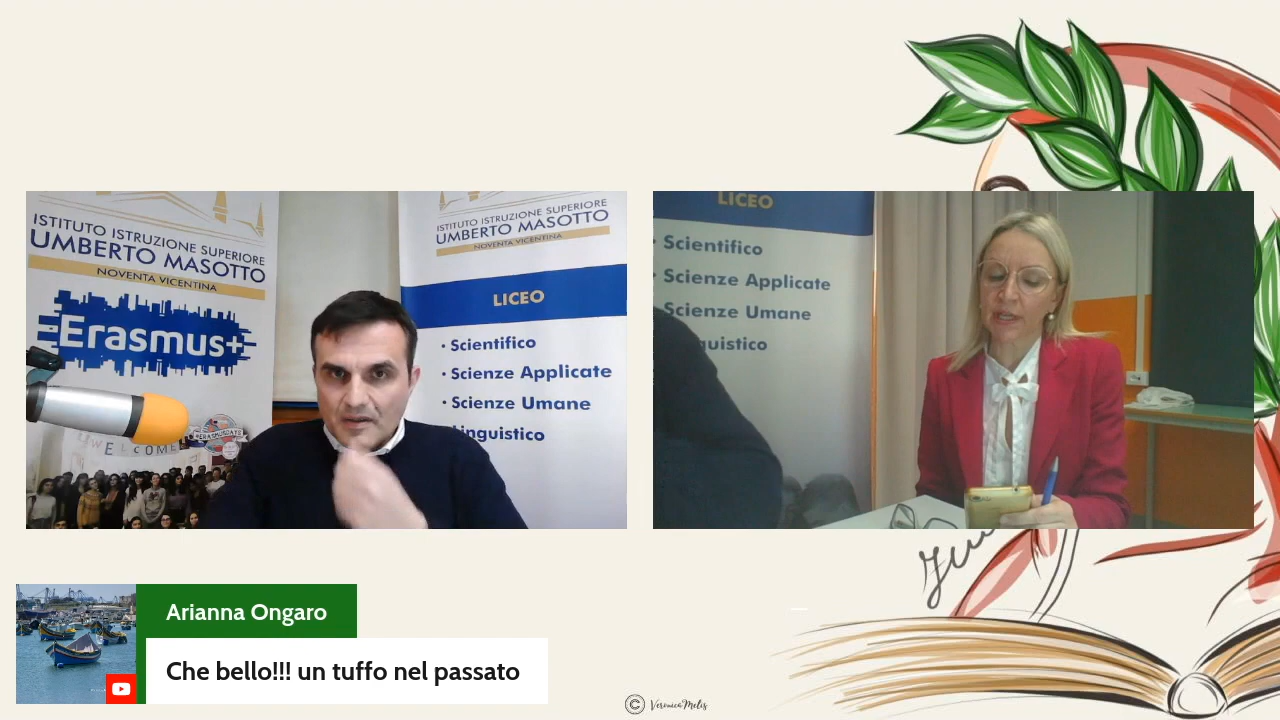 ISTITUTO ISTRUZIONE SUPERIORE
UMBERTO MASOTTO
NOVENTA VICENTINA
Erasmus+
WELCOME
ISTITUTO ISTRUZIONE SUPERIORE
UMBERTO MASOTTO
NOVENTA VICENTINA
LICEO
· Scientifico
· Scienze Applicate
· Scienze Umane
Linguistico
LICEO
· Scientifico
· Scienze Applicate
Scienze Umane
nguistico
Arianna Ongaro
Che bello!!! un tuffo nel passato
© Veronica Melis